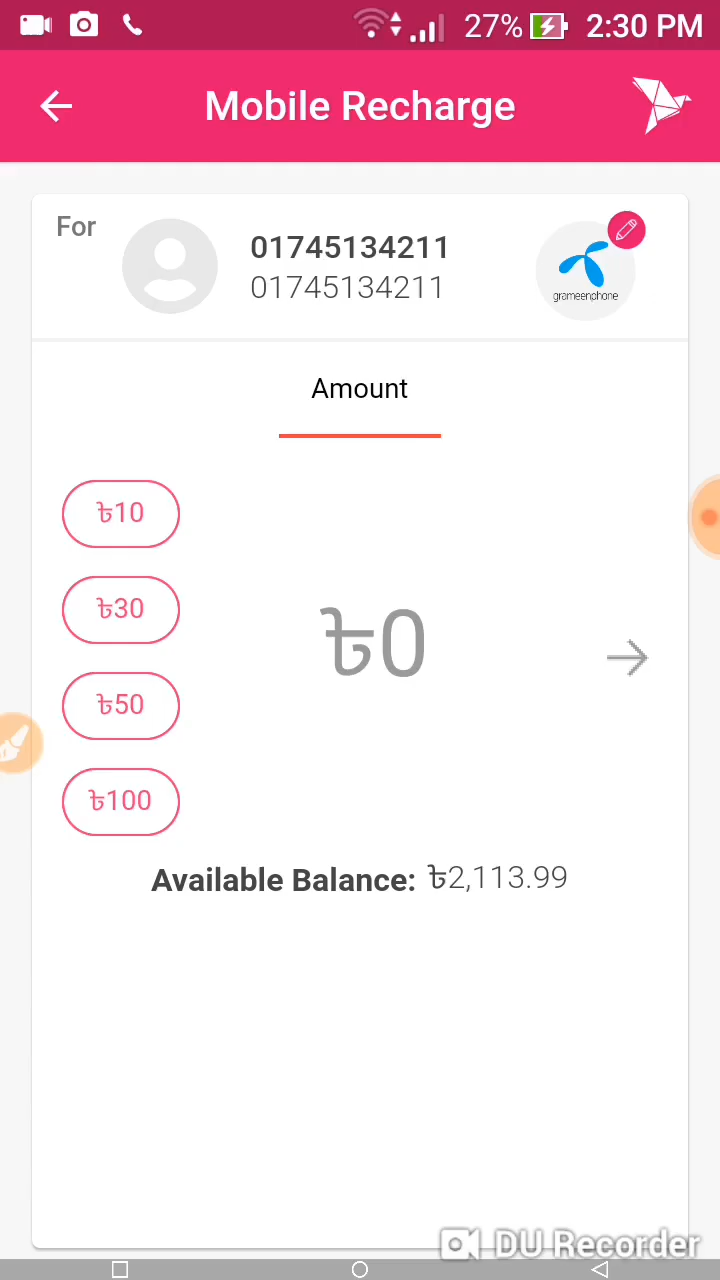 27% 2:30 PM
Mobile Recharge
For
01745134211
01745134211
grameenphone
Amount
৳10
৳30
৳50
৳100
৳0
Available Balance: ৳2,113.99
DU Recorder